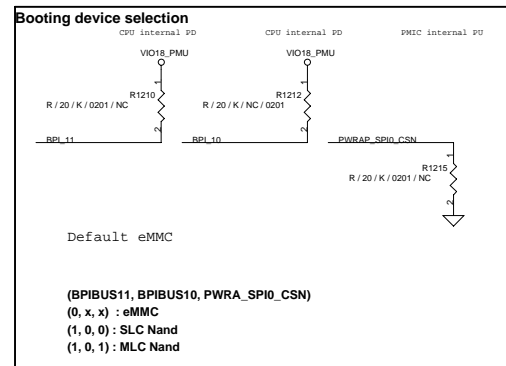 Booting device selection
CPU internal PD
CPU internal PD
PMIC internal PU
VIO18_PMU
VIO18_PMU
1
1
R1210
R1212
R / 20 / K / 0201 / NC
R / 20 / K / NC / 0201
2
2
BPI_11
BPI_10
PWRAP_SPI0_CSN
1
R1215
R / 20 / K / 0201 / NC
2
Default eMMC
(BPIBUS11, BPIBUS10, PWRA_SPI0_CSN)
(0, x, x) : eMMC
(1, 0, 0) : SLC Nand
(1, 0, 1) : MLC Nand